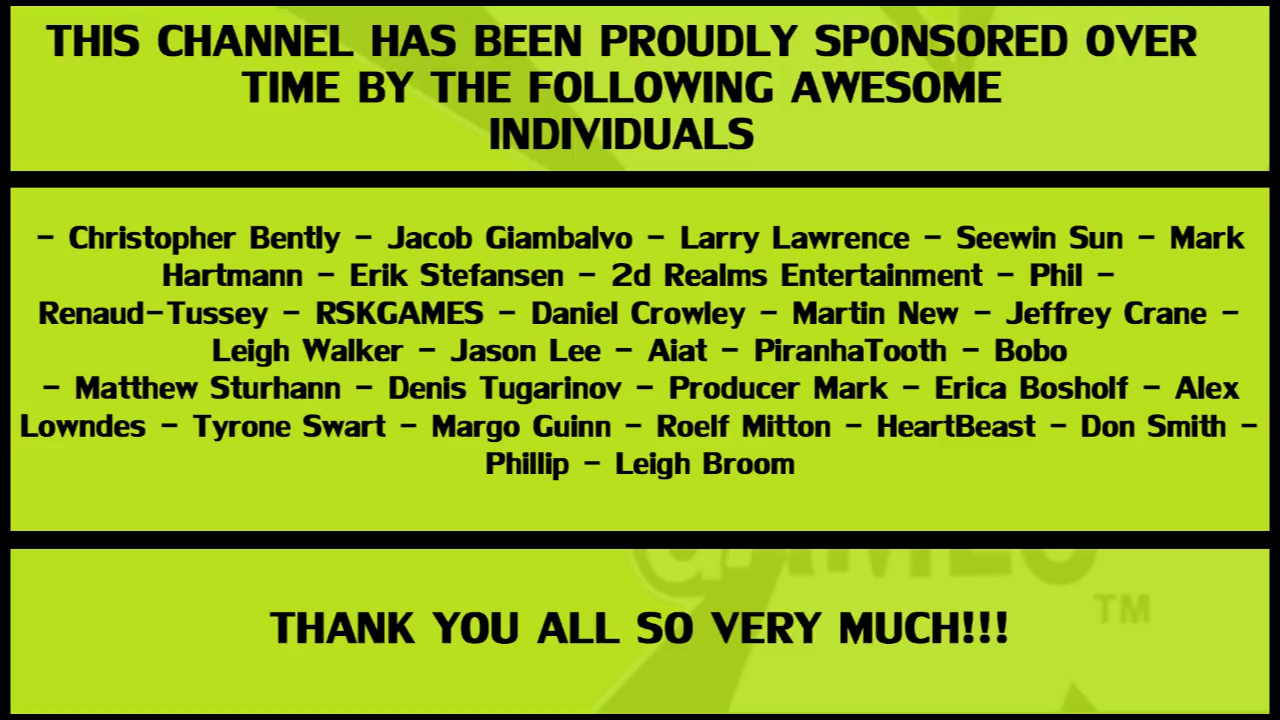 THIS CHANNEL HAS BEEN PROUDLY SPONSORED OVER
TIME BY THE FOLLOWING AWESOME
INDIVIDUALS
- Christopher Bently - Jacob Giambalvo - Larry Lawrence - Seewin Sun - Mark
Hartmann - Erik Stefansen - 2d Realms Entertainment - Phil -
Renaud-Tussey - RSKGAMES - Daniel Crowley - Martin New - Jeffrey Crane -
Leigh Walker - Jason Lee - Aiat - PiranhaTooth - Bobo
- Matthew Sturhann - Denis Tugarinov - Producer Mark - Erica Bosholf - Alex
Lowndes - Tyrone Swart - Margo Guinn - Roelf Mitton - HeartBeast - Don Smith -
Phillip - Leigh Broom
TM
THANK YOU ALL SO VERY MUCH!!!